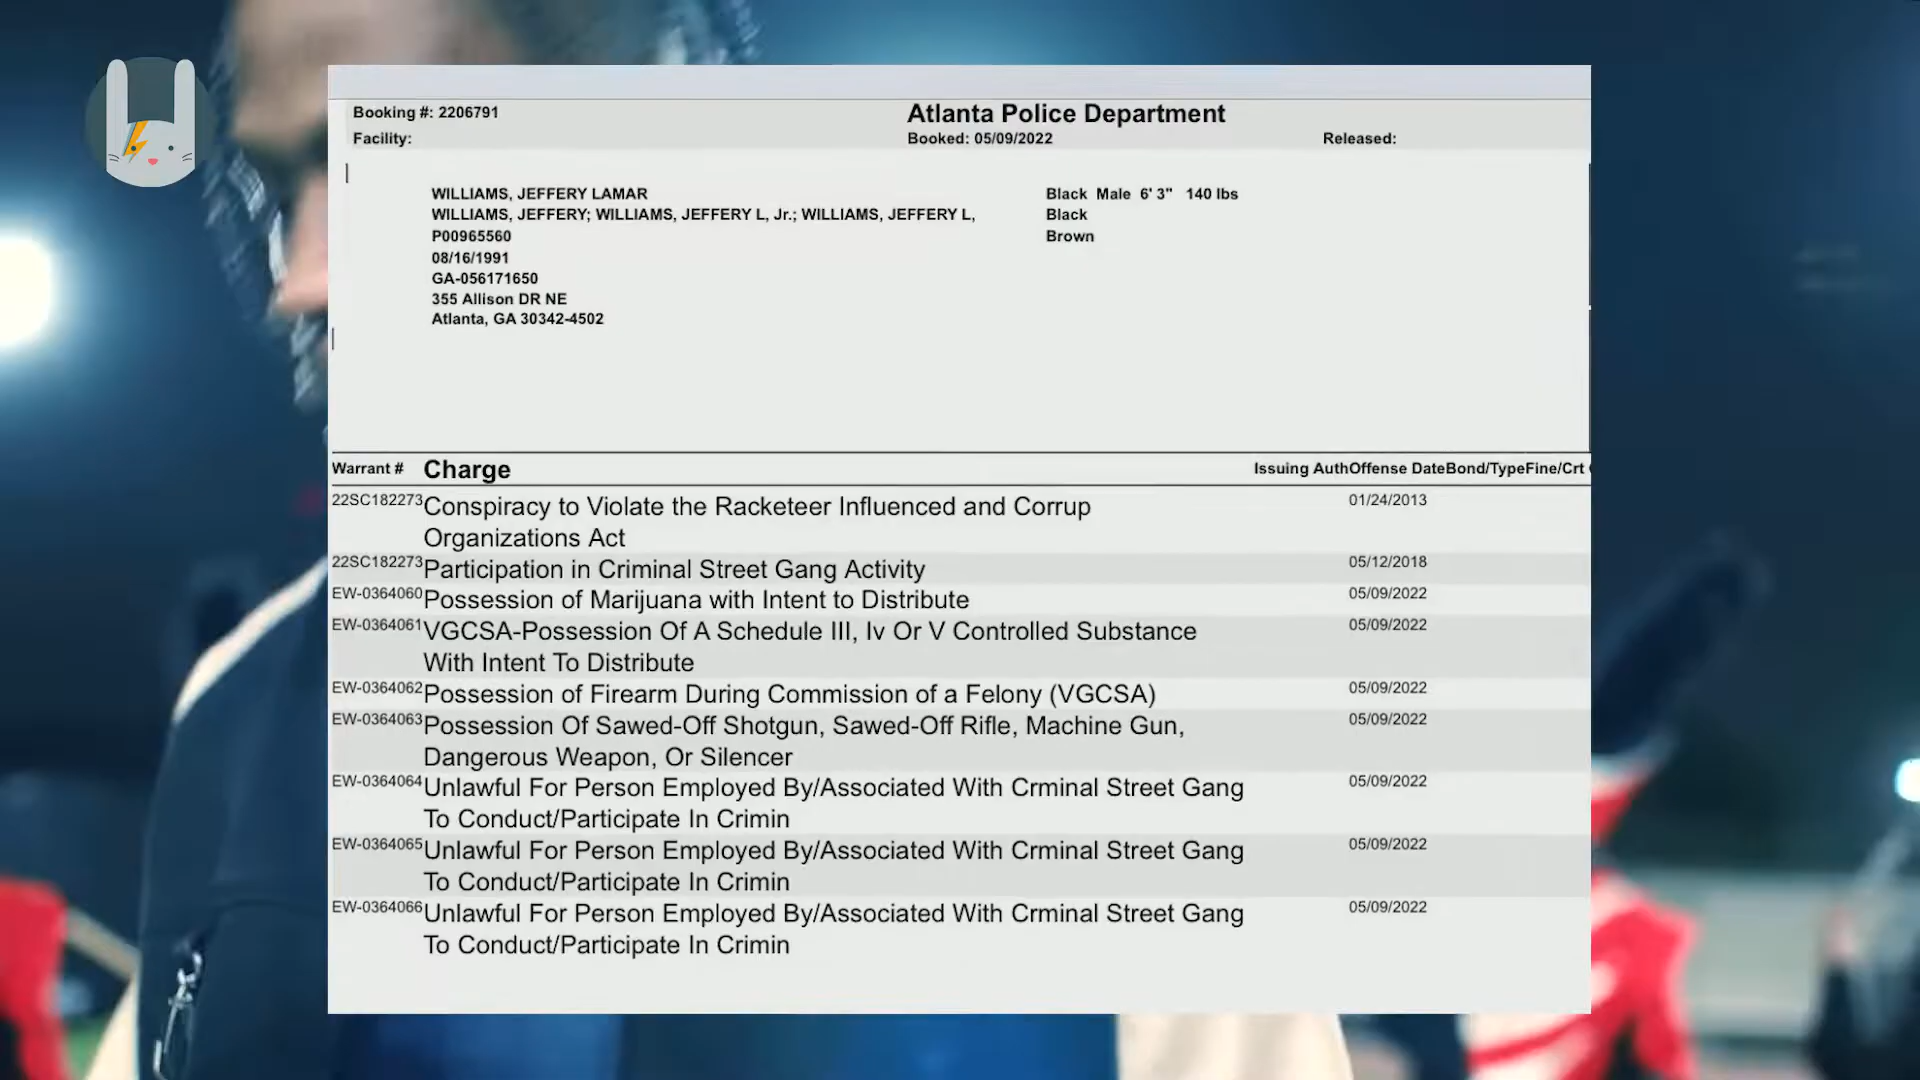 Booking #: 2206791
Atlanta Police Department
Facility:
Booked: 05/09/2022
Released:
WILLIAMS, JEFFERY LAMAR
Black Male 6' 3" 140 lbs
WILLIAMS, JEFFERY; WILLIAMS, JEFFERY L, Jr.; WILLIAMS, JEFFERY L,
Black
P00965560
Brown
08/16/1991
GA-056171650
355 Allison DR NE
Atlanta, GA 30342-4502
Warrant # Charge Issuing AuthOffense DateBond/TypeFine/Crt
22SC182273 Conspiracy to Violate the Racketeer Influenced and Corrup 01/24/2013
Organizations Act
22SC182273 Participation in Criminal Street Gang Activity 05/12/2018
EW-0364060 Possession of Marijuana with Intent to Distribute 05/09/2022
EW-0364061 VGCSA-Possession Of A Schedule III, Iv Or V Controlled Substance 05/09/2022
With Intent To Distribute
EW-0364062 Possession of Firearm During Commission of a Felony (VGCSA) 05/09/2022
EW-0364063 Possession Of Sawed-Off Shotgun, Sawed-Off Rifle, Machine Gun, 05/09/2022
Dangerous Weapon, Or Silencer
EW-0364064 Unlawful For Person Employed By/Associated With Crminal Street Gang 05/09/2022
To Conduct/Participate In Crimin
EW-0364065 Unlawful For Person Employed By/Associated With Crminal Street Gang 05/09/2022
To Conduct/Participate In Crimin
EW-0364066 Unlawful For Person Employed By/Associated With Crminal Street Gang 05/09/2022
To Conduct/Participate In Crimin